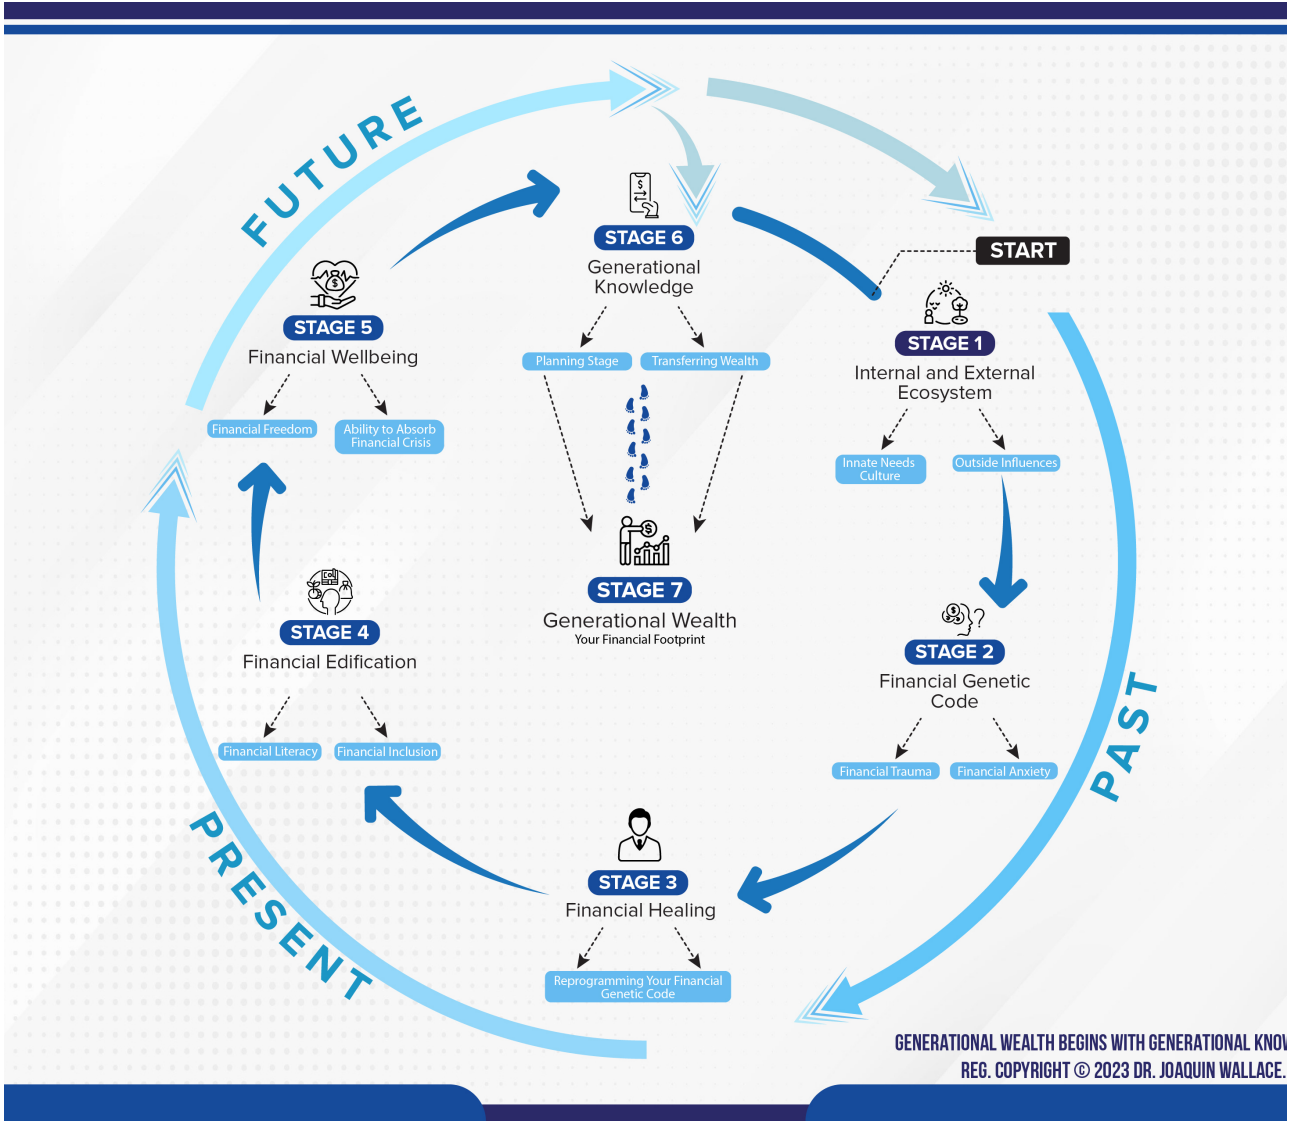 FUTURE
START
STAGE 1
Internal and External
Ecosystem
Innate Needs
Culture
Outside Influences
PAST
STAGE 2
Financial Genetic
Code
Financial Trauma
Financial Anxiety
STAGE 3
Financial Healing
Reprogramming Your Financial
Genetic Code
PRESENT
STAGE 4
Financial Edification
Financial Literacy
Financial Inclusion
STAGE 5
Financial Wellbeing
Financial Freedom
Ability to Absorb
Financial Crisis
STAGE 6
Generational
Knowledge
Planning Stage
Transferring Wealth
STAGE 7
Generational Wealth
Your Financial Footprint
GENERATIONAL WEALTH BEGINS WITH GENERATIONAL
REG. COPYRIGHT © 2023 DR. JOAQUIN WALLACE.